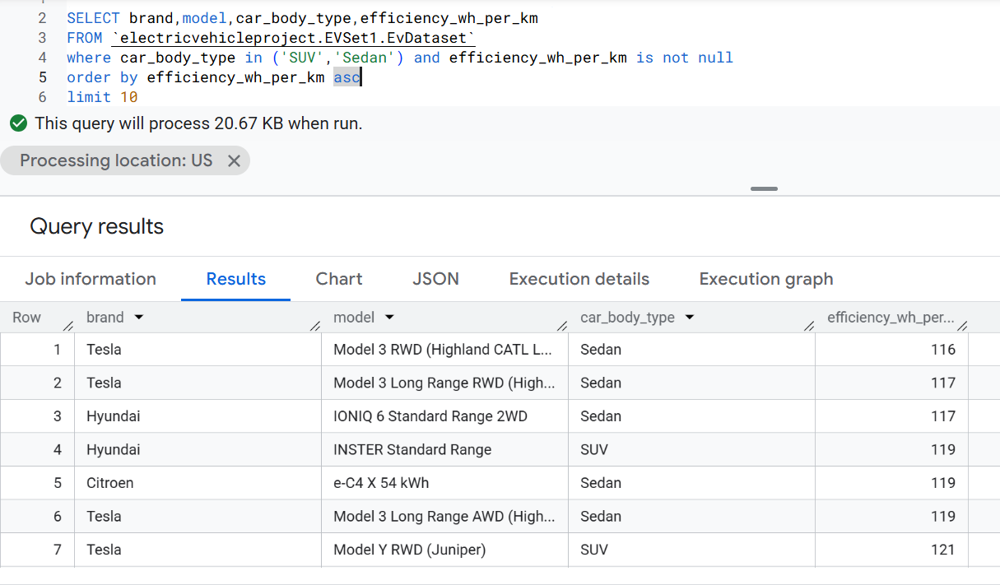 2 SELECT brand,model,car_body_type,efficiency_wh_per_km
3 FROM `electricvehicleproject.EVSet1.EvDataset`
4 where car_body_type in ('SUV','Sedan') and efficiency_wh_per_km is not null
5 order by efficiency_wh_per_km asc
6 limit 10
This query will process 20.67 KB when run.
Processing location: US
Query results
Job information Results Chart JSON Execution details Execution graph
Row brand model car_body_type efficiency_wh_per...
1 Tesla Model 3 RWD (Highland CATL L... Sedan 116
2 Tesla Model 3 Long Range RWD (High... Sedan 117
3 Hyundai IONIQ 6 Standard Range 2WD Sedan 117
4 Hyundai INSTER Standard Range SUV 119
5 Citroen e-C4 X 54 kWh Sedan 119
6 Tesla Model 3 Long Range AWD (High... Sedan 119
7 Tesla Model Y RWD (Juniper) SUV 121